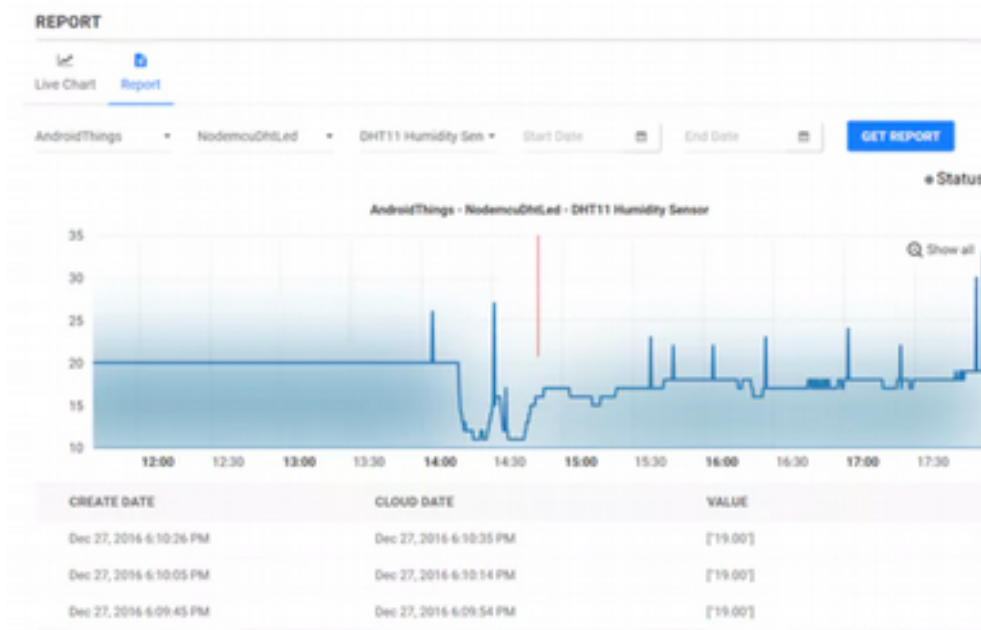 REPORT
Live Chart Report
AndroidThings NodemcuDhtLed DHT11 Humidity Sen Start Date End Date GET REPORT
Status
AndroidThings - NodemcuDhtLed - DHT11 Humidity Sensor
35
Show all
30
25
20
15
10
12:00 12:30 13:00 13:30 14:00 14:30 15:00 15:30 16:00 16:30 17:00 17:30
CREATE DATE CLOUD DATE VALUE
Dec 27, 2016 6:10:26 PM Dec 27, 2016 6:10:35 PM ['19.00']
Dec 27, 2016 6:10:05 PM Dec 27, 2016 6:10:14 PM ['19.00']
Dec 27, 2016 6:09:45 PM Dec 27, 2016 6:09:54 PM ['19.00']